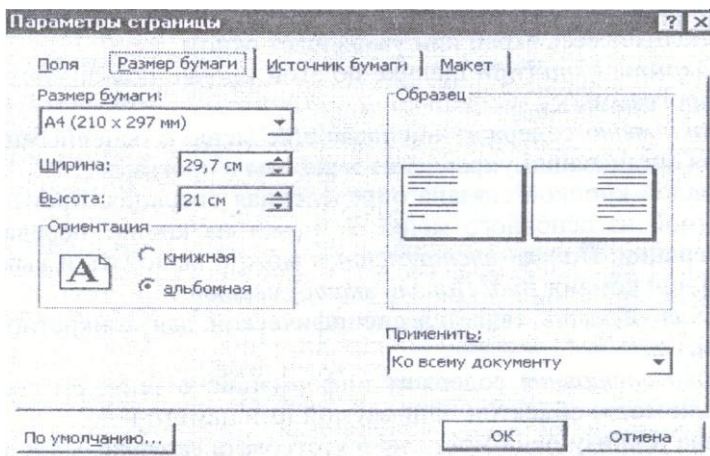 Параметры страницы
Поля Размер бумаги Источник бумаги Макет
Размер бумаги:
A4 (210 x 297 мм)
Ширина: 29,7 см
Высота: 21 см
Ориентация
A
книжная
альбомная
Образец
Применить:
Ко всему документу
По умолчанию... ОК Отмена